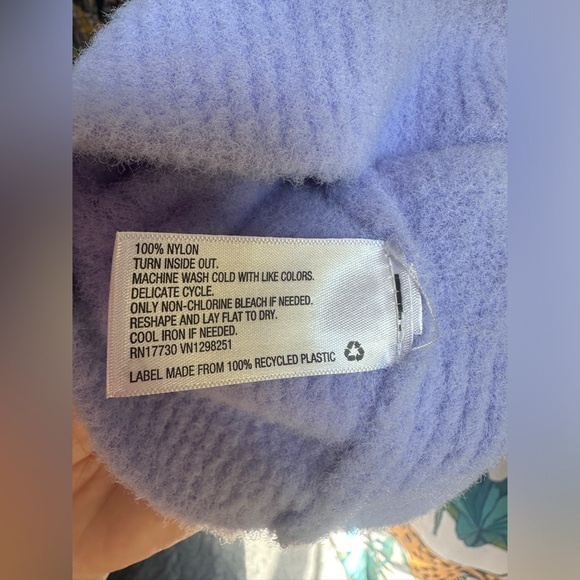 100% NYLON
TURN INSIDE OUT.
MACHINE WASH COLD WITH LIKE COLORS.
DELICATE CYCLE.
ONLY NON-CHLORINE BLEACH IF NEEDED.
RESHAPE AND LAY FLAT TO DRY.
COOL IRON IF NEEDED.
RN17730 VN1298251
LABEL MADE FROM 100% RECYCLED PLASTIC